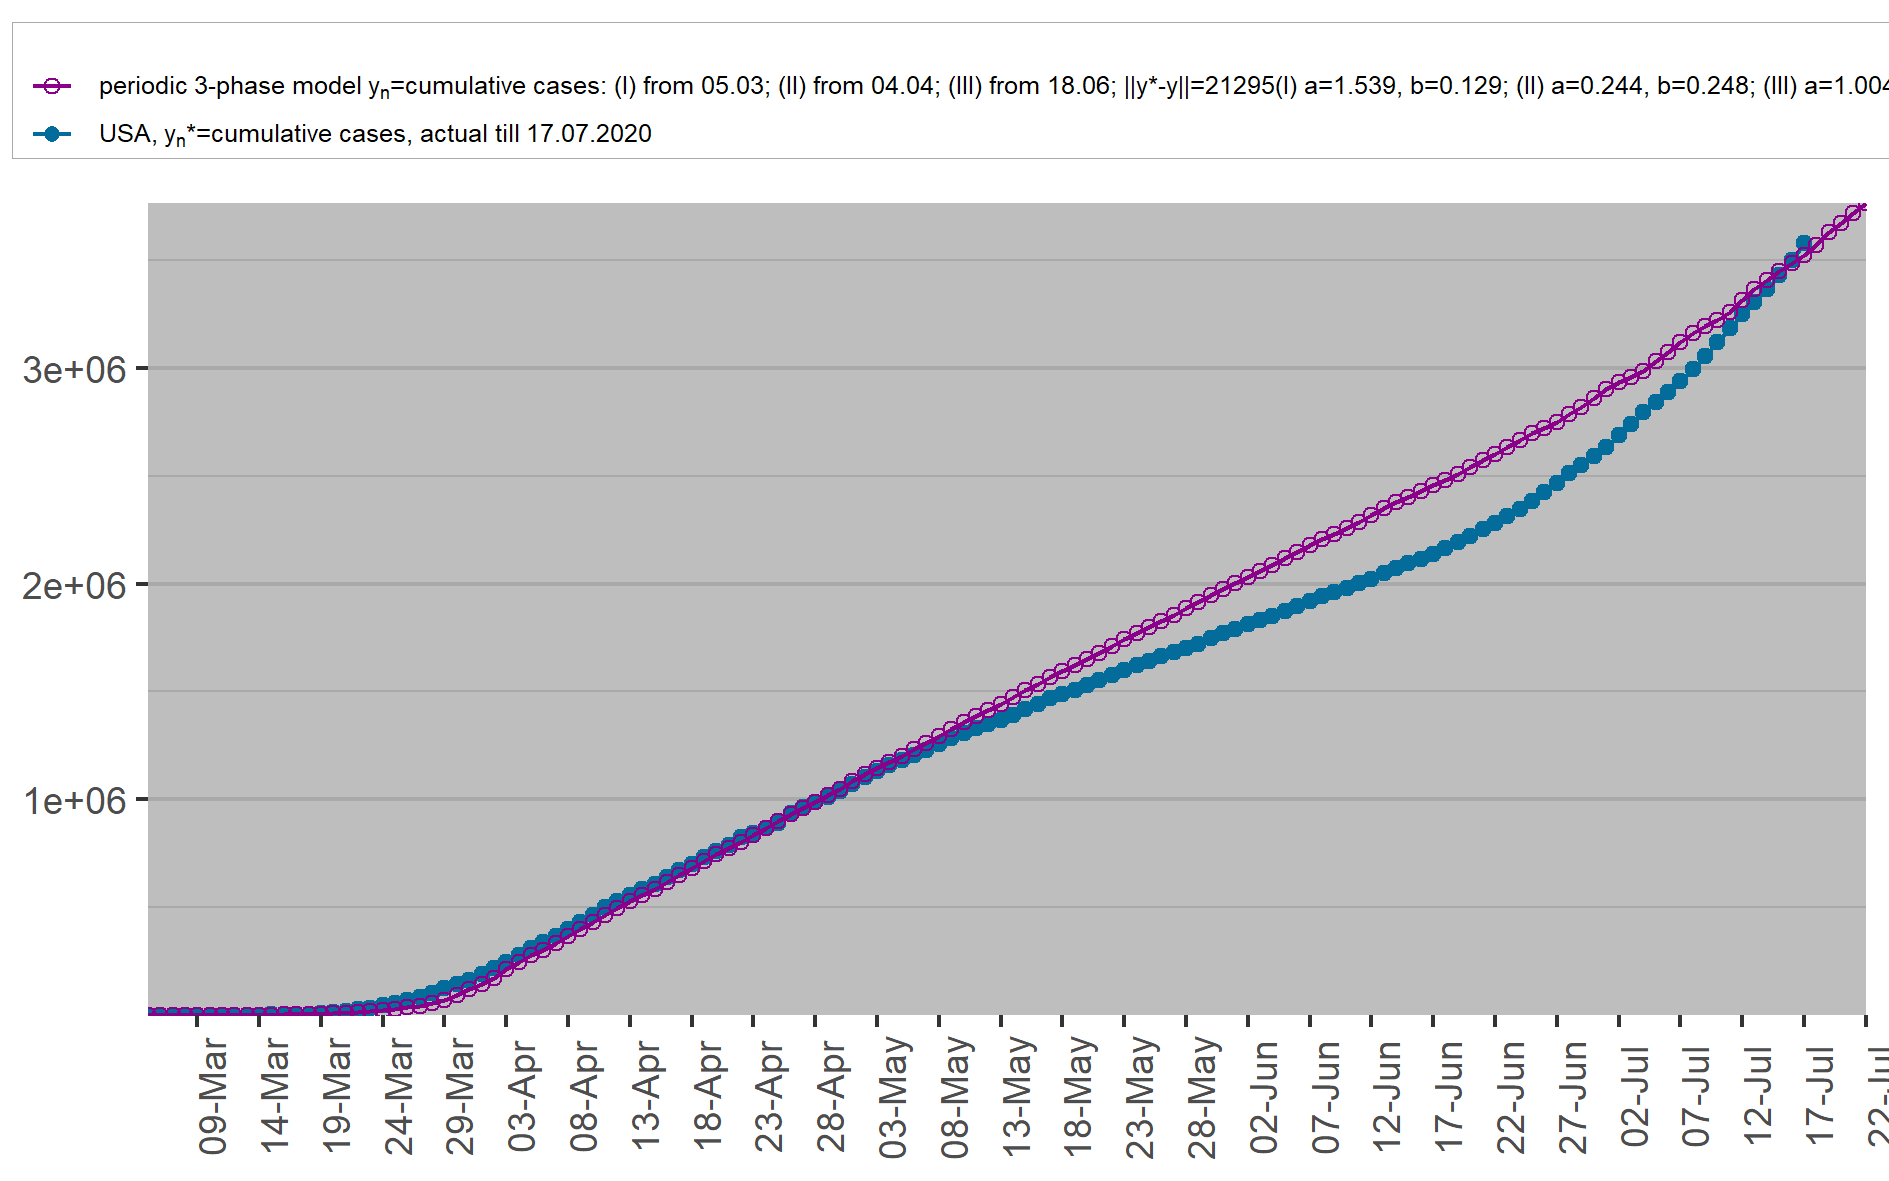 periodic 3-phase model yn=cumulative cases: (I) from 05.03; (II) from 04.04; (III) from 18.06; ||y*-y||=21295(I) a=1.539, b=0.129; (II) a=0.244, b=0.248; (III) a=1.004
USA, yn*=cumulative cases, actual till 17.07.2020
3e+06
2e+06
1e+06
09-Mar
14-Mar
19-Mar
24-Mar
29-Mar
03-Apr
08-Apr
13-Apr
18-Apr
23-Apr
28-Apr
03-May
08-May
13-May
18-May
23-May
28-May
02-Jun
07-Jun
12-Jun
17-Jun
22-Jun
27-Jun
02-Jul
07-Jul
12-Jul
17-Jul
22-Jul